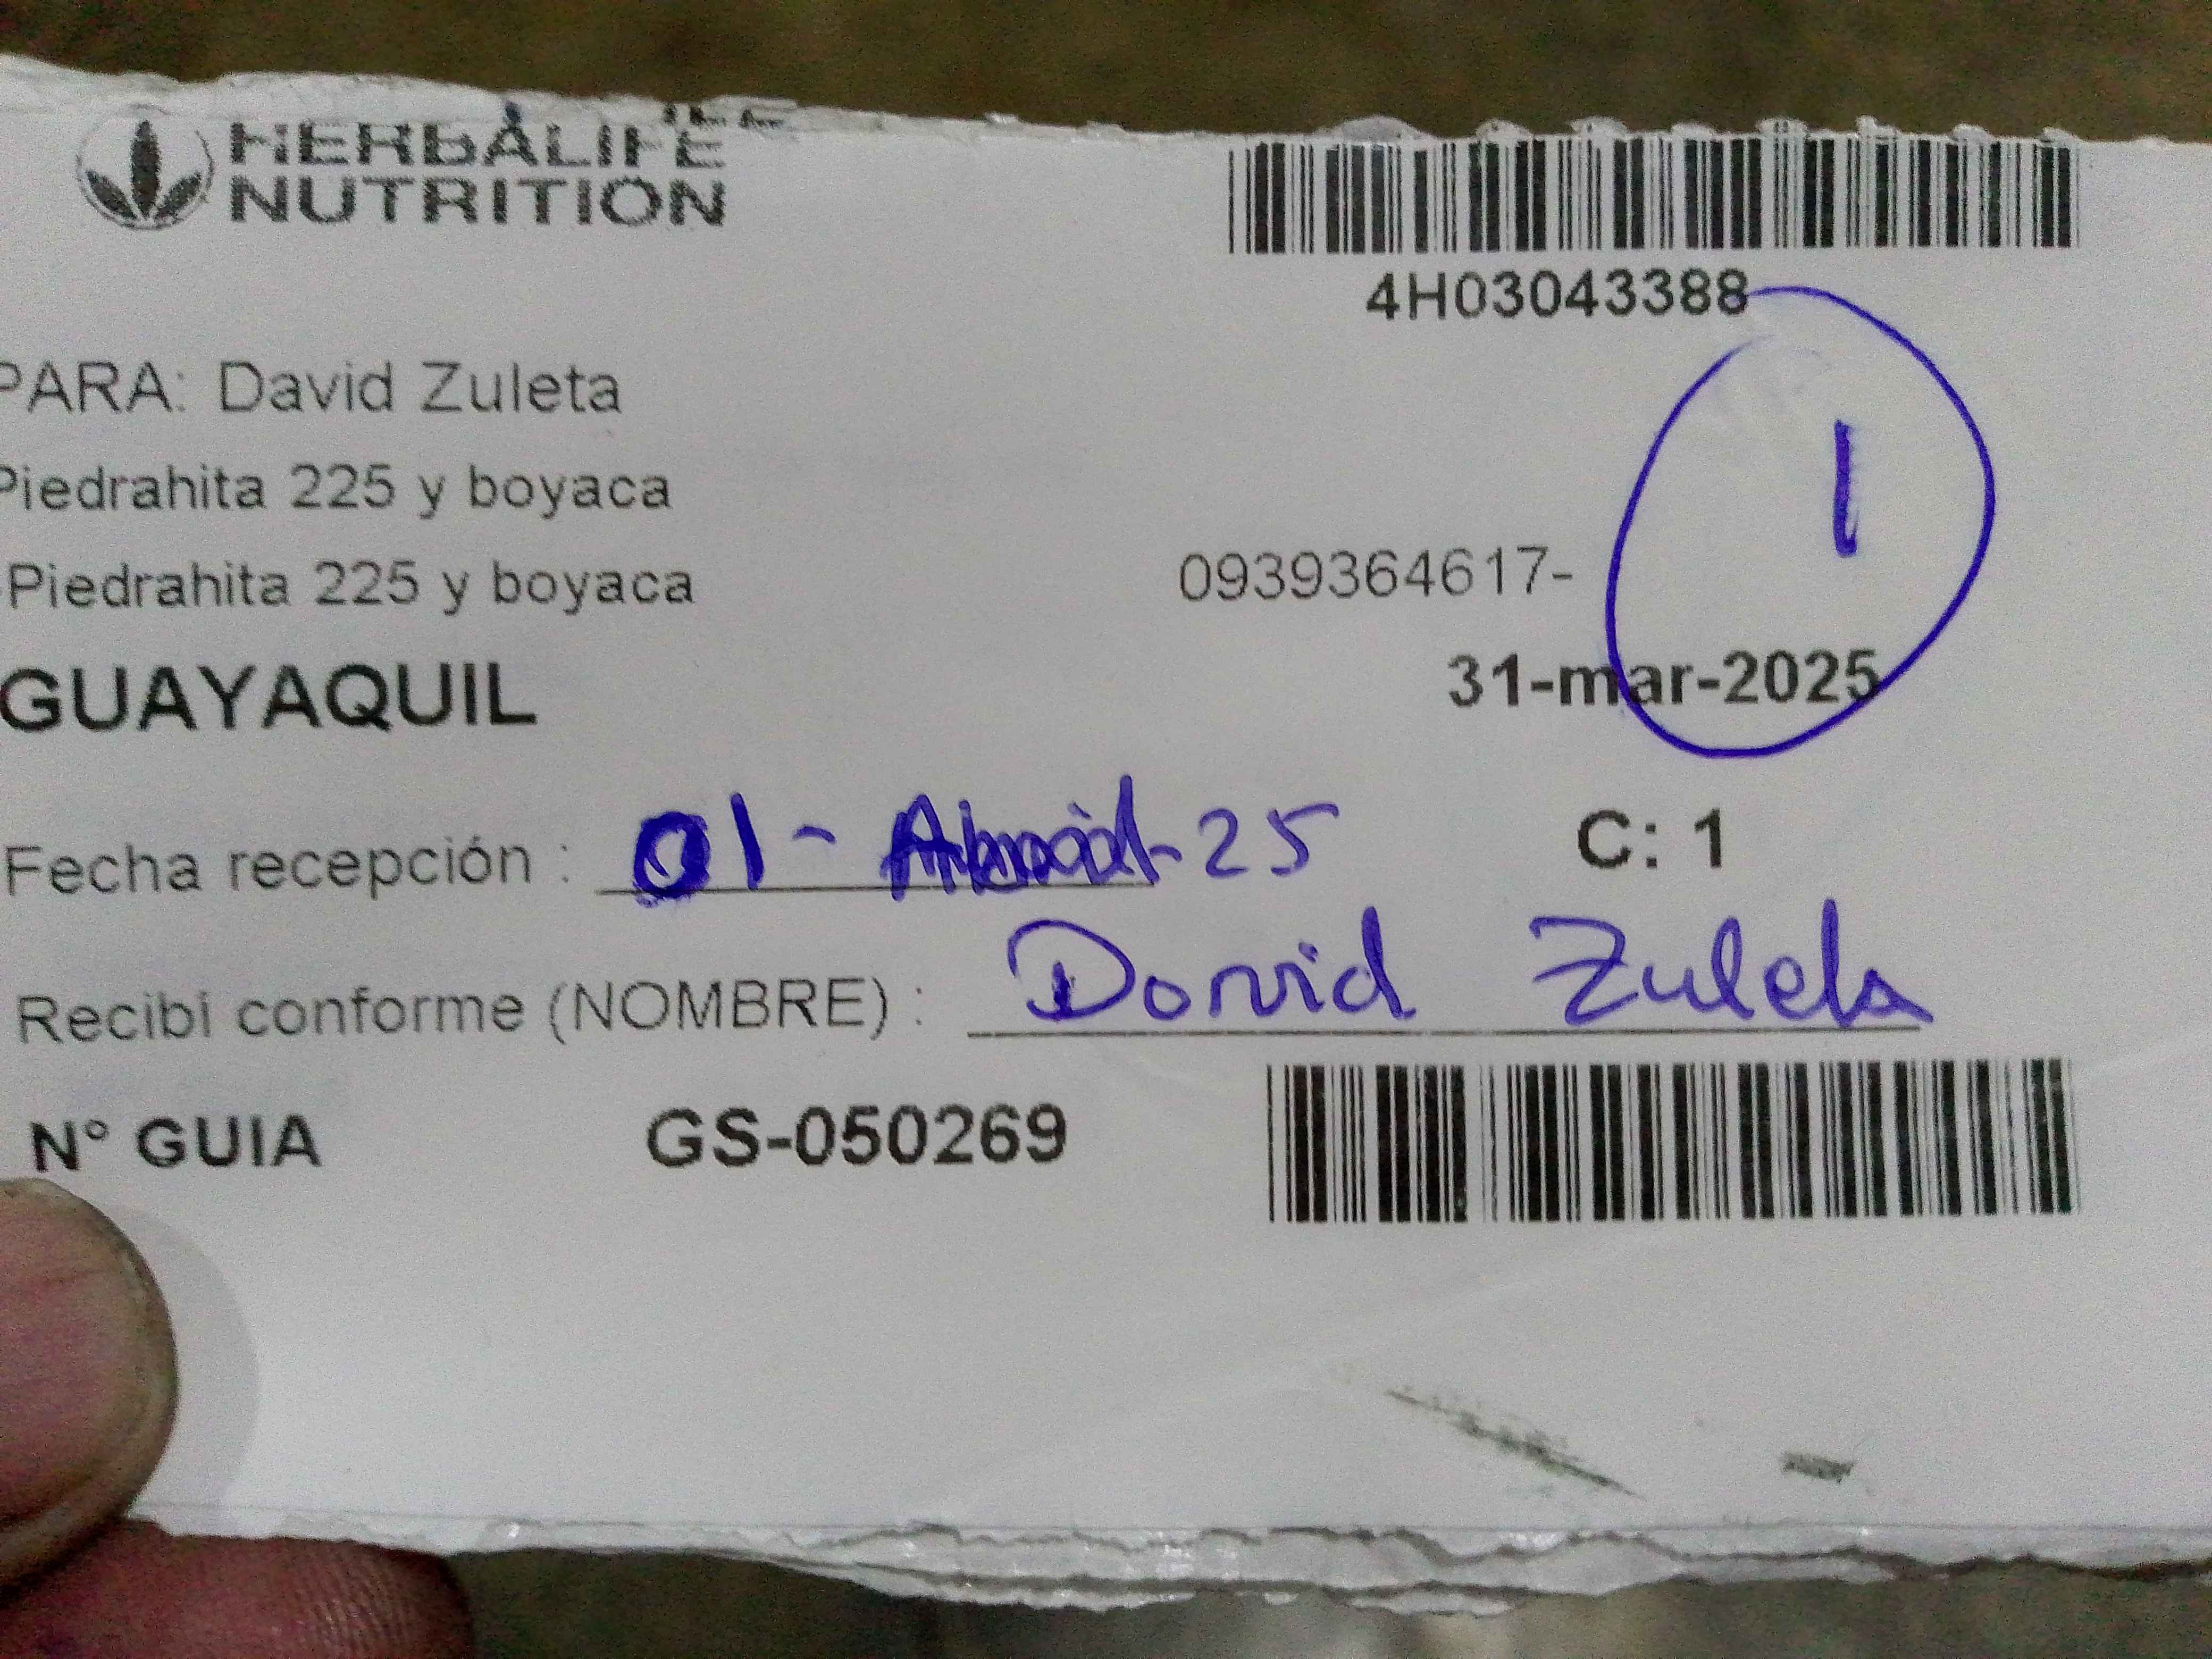 HERBALIFE
NUTRITION
4H03043388
PARA: David Zuleta
1
Piedrahita 225 y boyaca
Piedrahita 225 y boyaca 0939364617-
GUAYAQUIL 31-mar-2025
Fecha recepción : 01 - Abril - 25 C: 1
Recibí conforme (NOMBRE) : David Zuleta
N° GUIA GS-050269